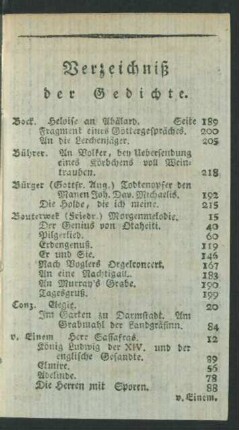 Verzeichniß
der Gedichte.
Bock. Heloise an Abälard. Seite 189
Fragment eines Göttergespräches. 200
An die Lerchenjäger. 205
Bührer. An Volker, bey Uebersendung
eines Körbchens voll Wein-
trauben. 218
Bürger (Gottfr. Aug.) Todtenopfer den
Manen Joh. Dav. Michaelis. 192
Die Holde, die ich meine. 215
Bouterwek (Friedr.) Morgenmelodie. 15
Der Genius von Otaheiti. 40
Pilgerlied. 60
Erdengenuß. 119
Er und Sie. 146
Nach Voglers Orgelconcert. 167
An eine Nachtigall. 183
An Murray's Grabe. 190
Tagesgruß. 199
Conz. Elegie. 20
Im Garten zu Darmstadt. Am
Grabmahl der Landgräfinn. 84
v. Einem Herr Sassafras. 12
König Ludwig der XIV. und der
englische Gesandte. 39
Elmire. 56
Adelinde. 78
Die Herren mit Sporen. 88
v. Einem.